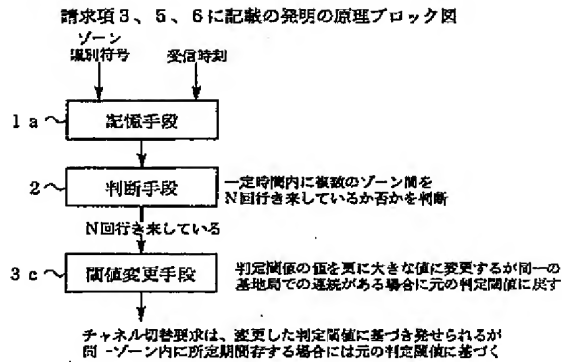 請求項3、5、6に記載の発明の原理ブロック図
ゾーン
識別符号
受信時刻
1a
記憶手段
2
判断手段
一定時間内に複数のゾーン間を
N回行き来しているか否かを判断
N回行き来している
3c
閾値変更手段
判定閾値の値を更に大きな値に変更するが同一の
基地局での連続がある場合に元の判定閾値に戻す
チャネル切替要求は、変更した判定閾値に基づき発せられるが
同一ゾーン内に所定期間存する場合には元の判定閾値に基づく